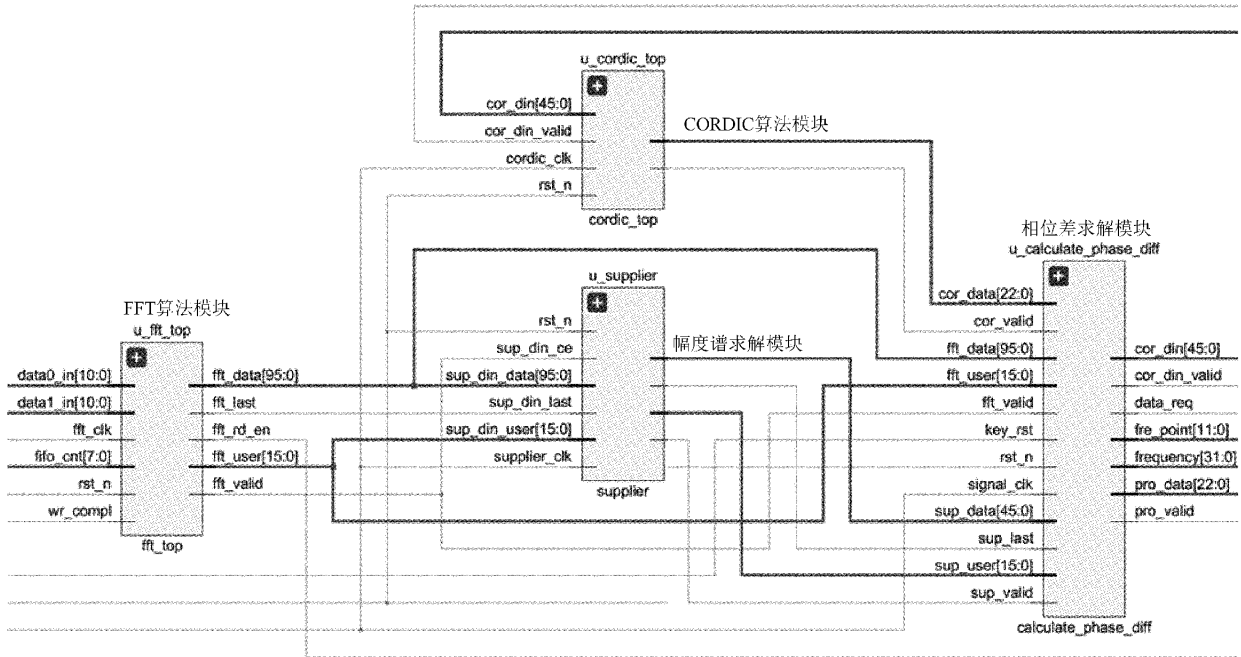 u_cordic_top
cor_din[45:0]
cor_din_valid
cordic_clk
rst_n
cordic_top
CORDIC算法模块
FFT算法模块
u_fft_top
data0_in[10:0]
data1_in[10:0]
fft_clk
fifo_cnt[7:0]
rst_n
wr_compl
fft_data[95:0]
fft_last
fft_rd_en
fft_user[15:0]
fft_valid
fft_top
u_supplier
rst_n
sup_din_ce
sup_din_data[95:0]
sup_din_last
sup_din_user[15:0]
supplier_clk
supplier
幅度谱求解模块
相位差求解模块
u_calculate_phase_diff
cor_data[22:0]
cor_valid
fft_data[95:0]
fft_user[15:0]
fft_valid
key_rst
rst_n
signal_clk
sup_data[45:0]
sup_last
sup_user[15:0]
sup_valid
cor_din[45:0]
cor_din_valid
data_req
fre_point[11:0]
frequency[31:0]
pro_data[22:0]
pro_valid
calculate_phase_diff